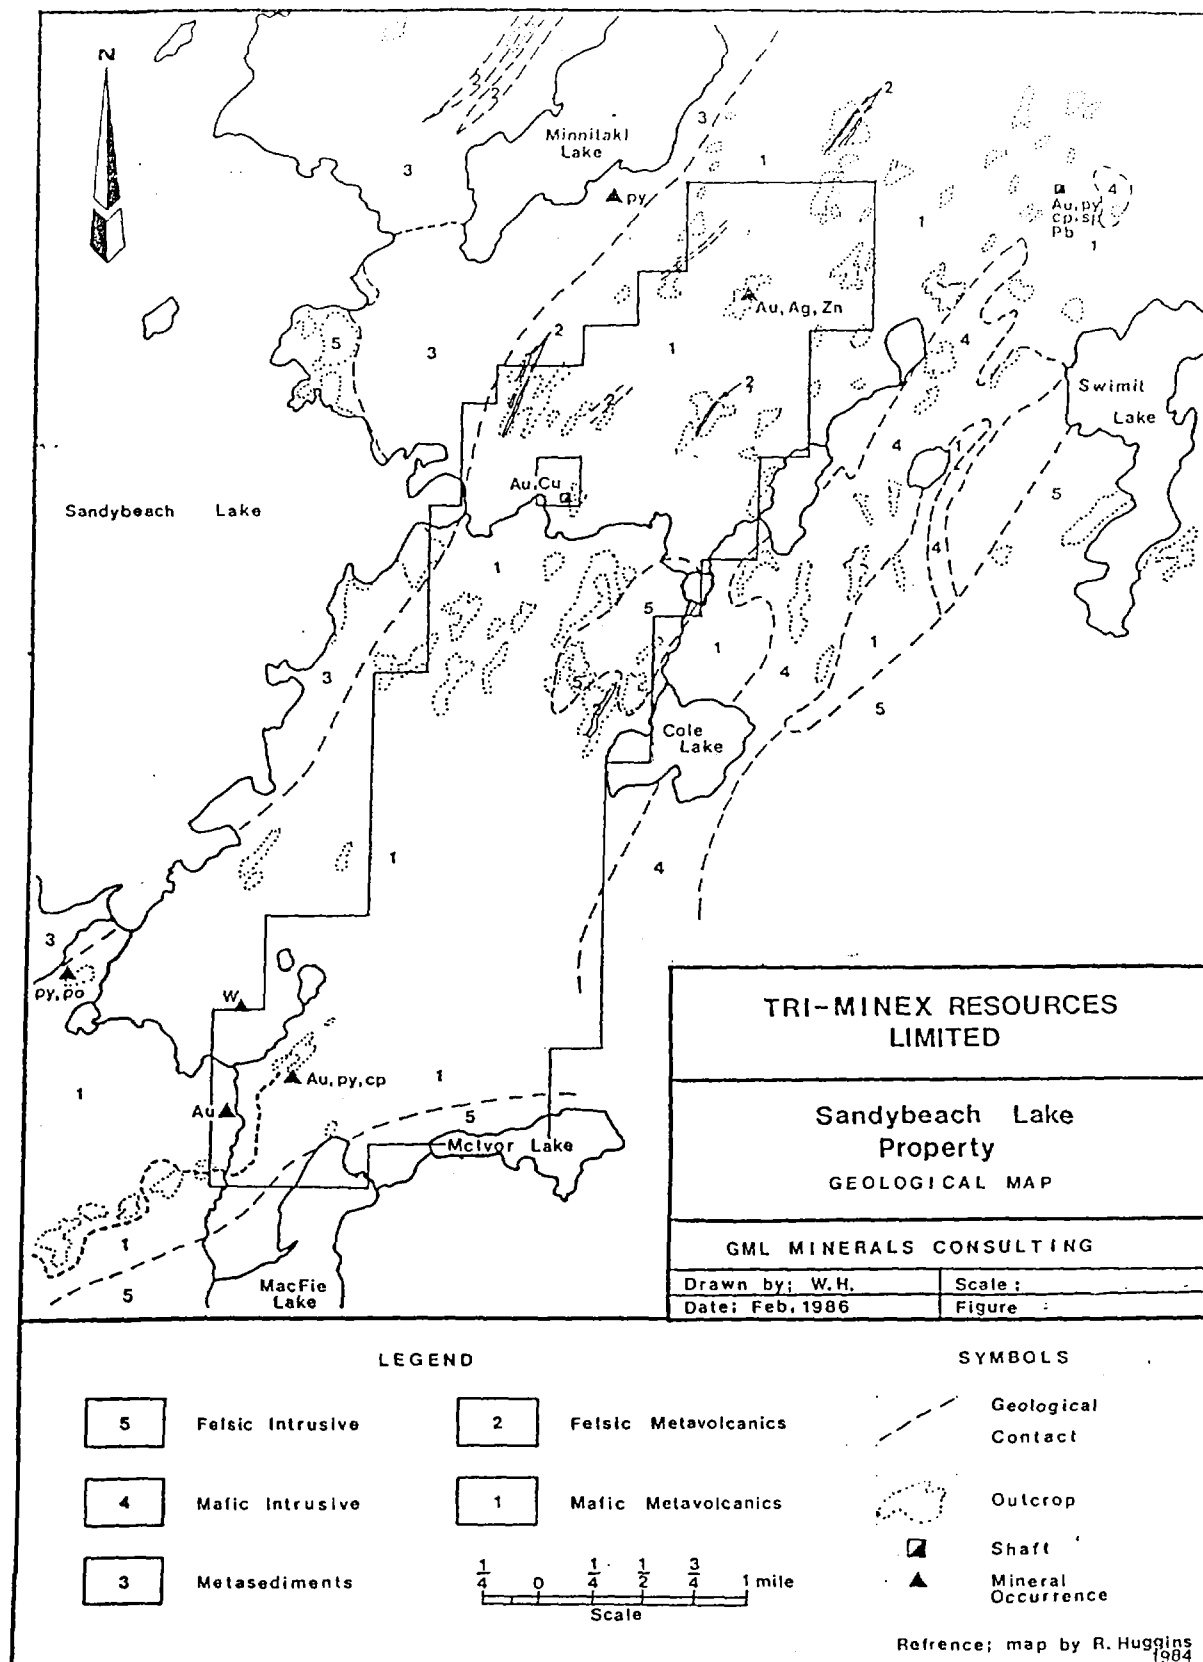 N
Minnitaki
Lake
3
3
3
2
3
1
py
3
1
4
Au, py
cp, sp
Pb
1
Au, Ag, Zn
5
3
2
1
4
Swimit
Lake
2
2
4
1
5
Au, Cu
Sandybeach Lake
4
1
5
1
1
3
5
4
5
2
Cole
Lake
1
4
3
py, po
W
1
Au, py, cp
1
Au
5
McIvor Lake
1
5
MacFie
Lake
TRI-MINEX RESOURCES
LIMITED
Sandybeach Lake
Property
GEOLOGICAL MAP
GML MINERALS CONSULTING
Drawn by; W.H.
Scale ;
Date; Feb, 1986
Figure :
LEGEND
SYMBOLS
5 Felsic Intrusive
2 Felsic Metavolcanics
Geological
Contact
4 Mafic Intrusive
1 Mafic Metavolcanics
Outcrop
Shaft
3 Metasediments
1/4 0 1/4 1/2 3/4 1 mile
Scale
Mineral
Occurrence
Refrence; map by R. Huggins
1984